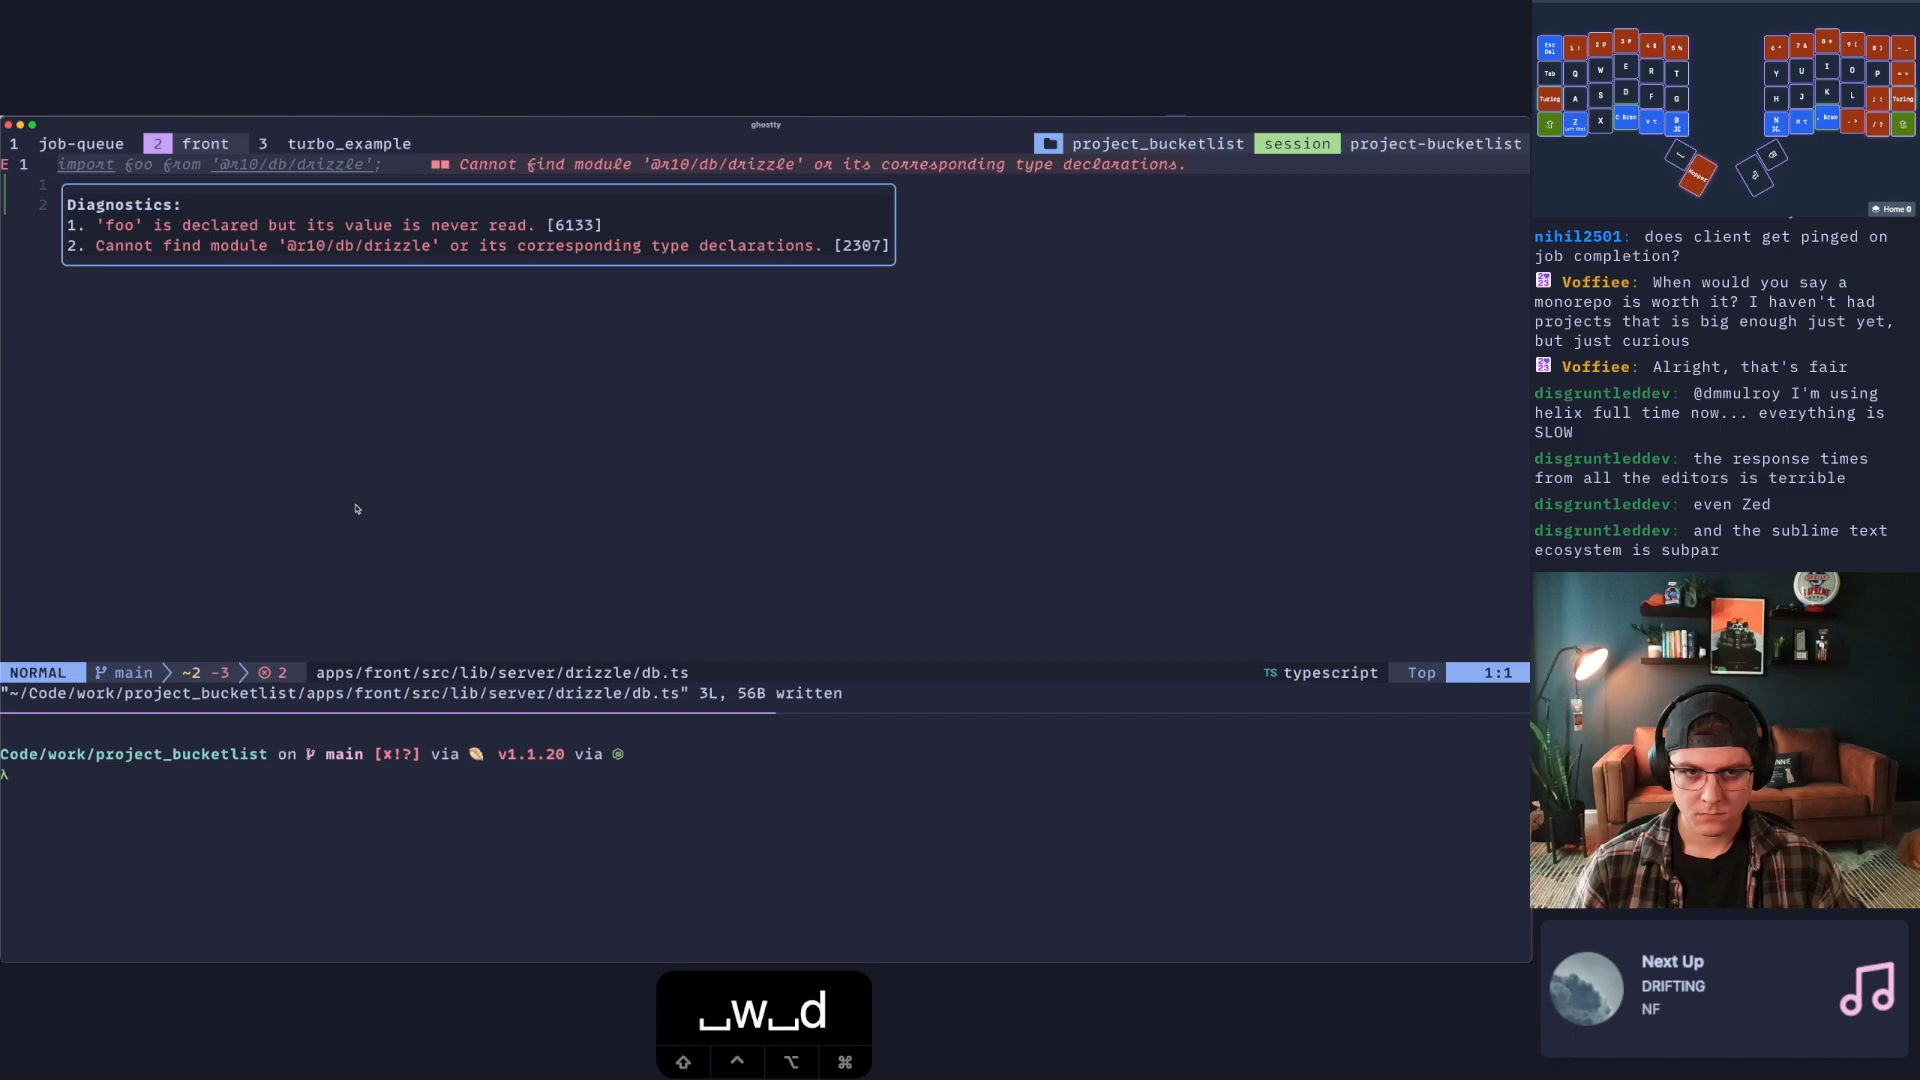 ghostty
1 job-queue 2 front 3 turbo_example
project_bucketlist session project-bucketlist
E 1 import foo from '@r10/db/drizzle'; ■■ Cannot find module '@r10/db/drizzle' or its corresponding type declarations.
1
2
Diagnostics:
1. 'foo' is declared but its value is never read. [6133]
2. Cannot find module '@r10/db/drizzle' or its corresponding type declarations. [2307]
NORMAL main ~2 -3 2 apps/front/src/lib/server/drizzle/db.ts
TS typescript Top 1:1
"~/Code/work/project_bucketlist/apps/front/src/lib/server/drizzle/db.ts" 3L, 56B written
Code/work/project_bucketlist on main [x!?] via v1.1.20 via
λ
␣w␣d
Esc Del
Tab Q W E R T
Turing A S D F G
Y U I O P
H J K L
Turing
Home 0
nihil2501: does client get pinged on
job completion?
Voffiee: When would you say a
monorepo is worth it? I haven't had
projects that is big enough just yet,
but just curious
Voffiee: Alright, that's fair
disgruntleddev: @dmmulroy I'm using
helix full time now... everything is
SLOW
disgruntleddev: the response times
from all the editors is terrible
disgruntleddev: even Zed
disgruntleddev: and the sublime text
ecosystem is subpar
Next Up
DRIFTING
NF